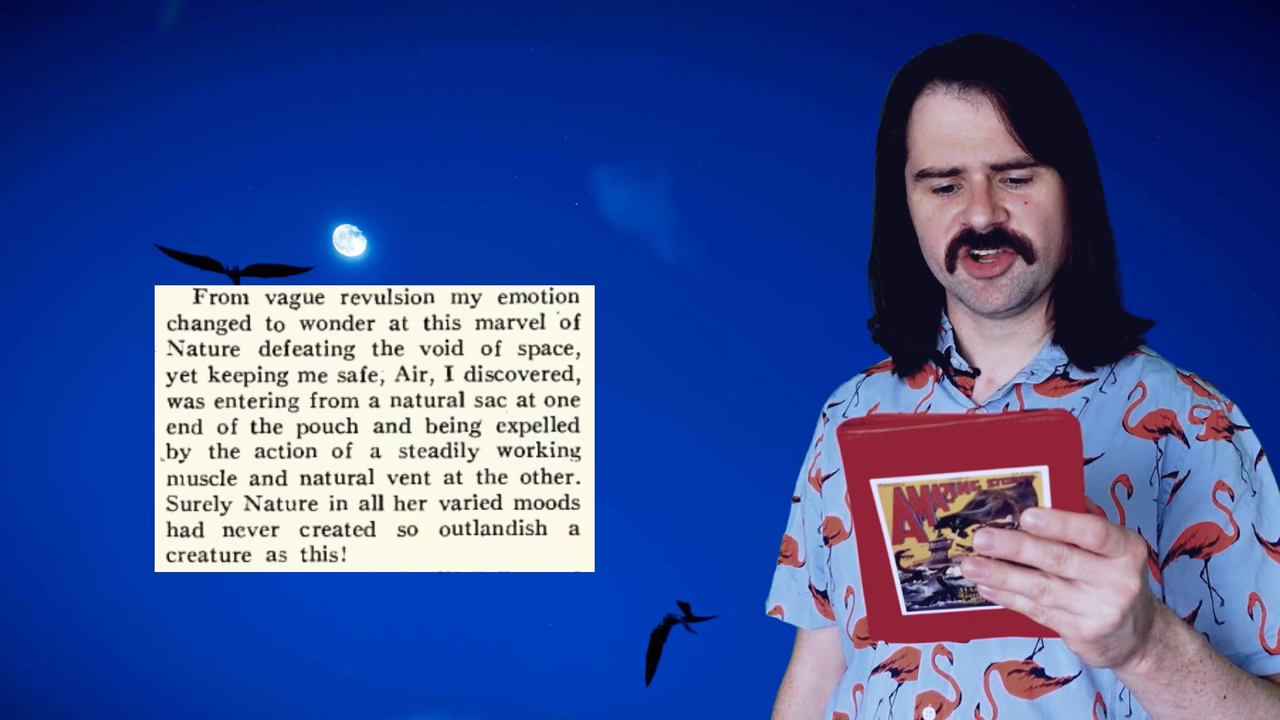 From vague revulsion my emotion
changed to wonder at this marvel of
Nature defeating the void of space,
yet keeping me safe; Air, I discovered,
was entering from a natural sac at one
end of the pouch and being expelled
by the action of a steadily working
muscle and natural vent at the other.
Surely Nature in all her varied moods
had never created so outlandish a
creature as this!
AMAZING STORIES